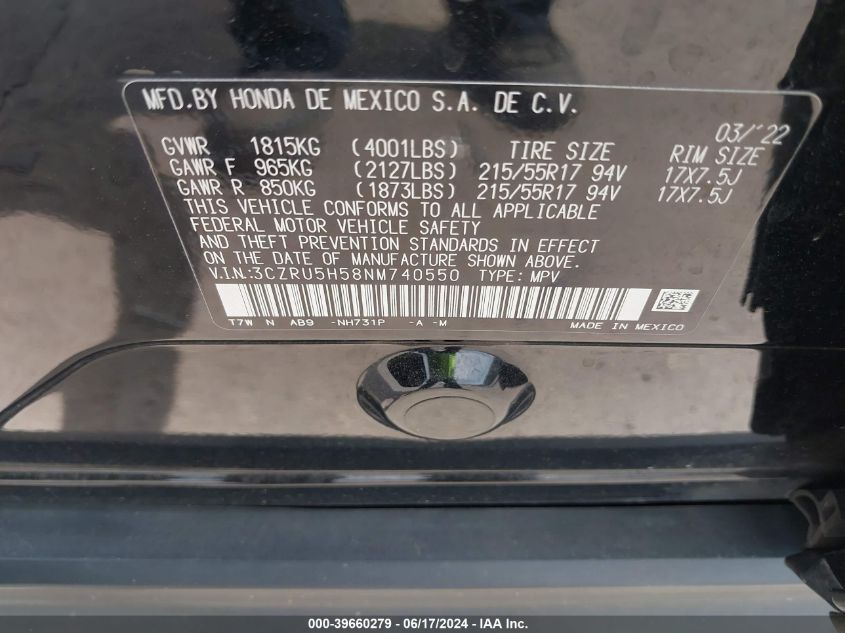 MFD.BY HONDA DE MEXICO S.A. DE C.V.
03/'22
GVWR 1815KG (4001LBS) TIRE SIZE RIM SIZE
GAWR F 965KG (2127LBS) 215/55R17 94V 17X7.5J
GAWR R 850KG (1873LBS) 215/55R17 94V 17X7.5J
THIS VEHICLE CONFORMS TO ALL APPLICABLE
FEDERAL MOTOR VEHICLE SAFETY
AND THEFT PREVENTION STANDARDS IN EFFECT
ON THE DATE OF MANUFACTURE SHOWN ABOVE.
V.I.N:3CZRU5H58NM740550 TYPE: MPV
T7W N AB9 -NH731P -A -M MADE IN MEXICO
000-39660279 - 06/17/2024 - IAA Inc.